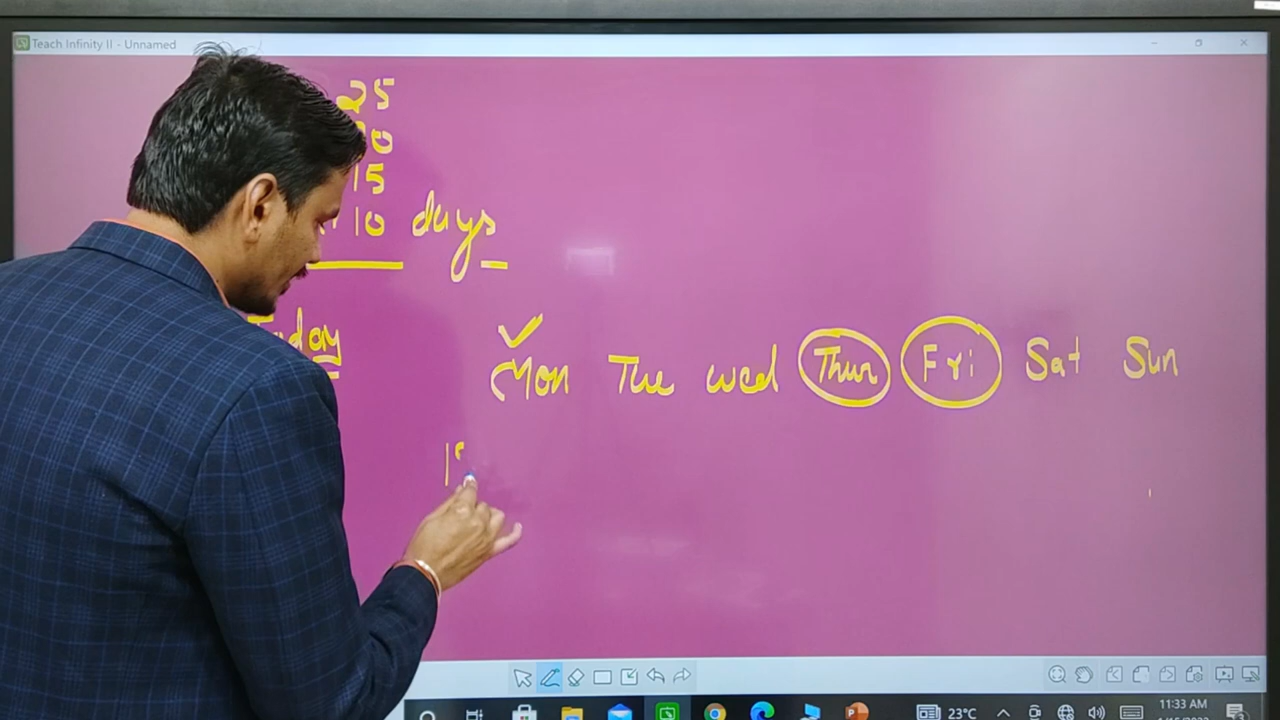 Teach Infinity II - Unnamed
25
15
10 days
Today
Mon Tue wed Thur Fri Sat Sun
23°C
11:33 AM